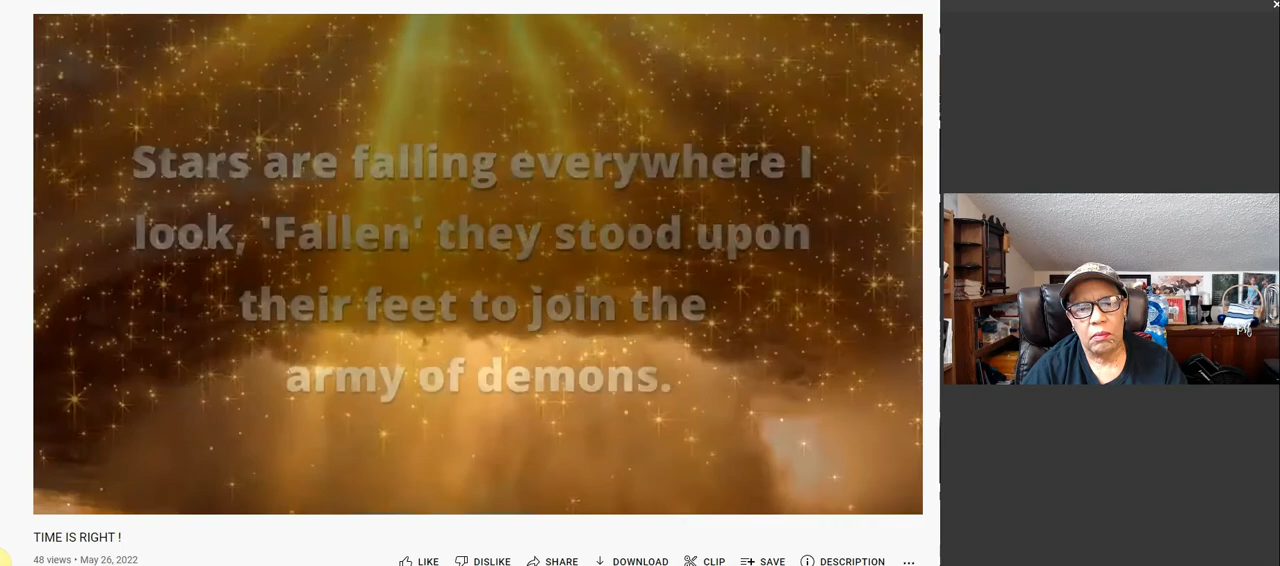 Stars are falling everywhere I
look, 'Fallen' they stood upon
their feet to join the
army of demons.
TIME IS RIGHT !
48 views • May 26, 2022
LIKE DISLIKE SHARE DOWNLOAD CLIP SAVE DESCRIPTION ...